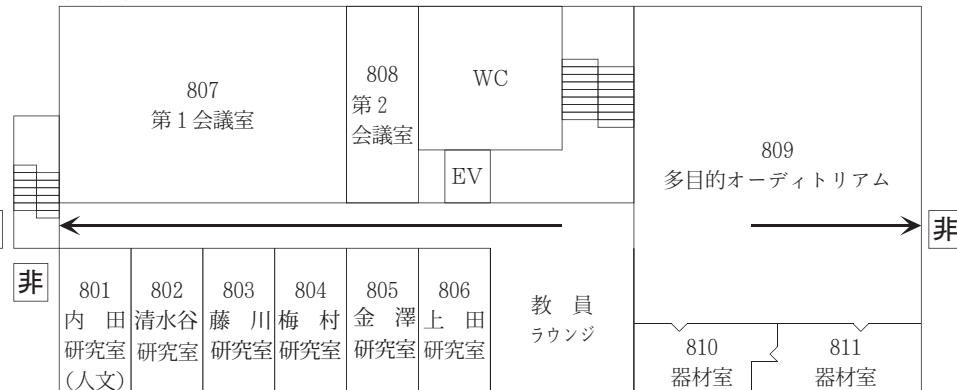 807
第1会議室
808
第2
会議室
WC
EV
809
多目的オーディトリアム
非
非
801
内 田
研究室
(人文)
802
清水谷
研究室
803
藤 川
研究室
804
梅 村
研究室
805
金 澤
研究室
806
上 田
研究室
教 員
ラウンジ
810
器材室
811
器材室